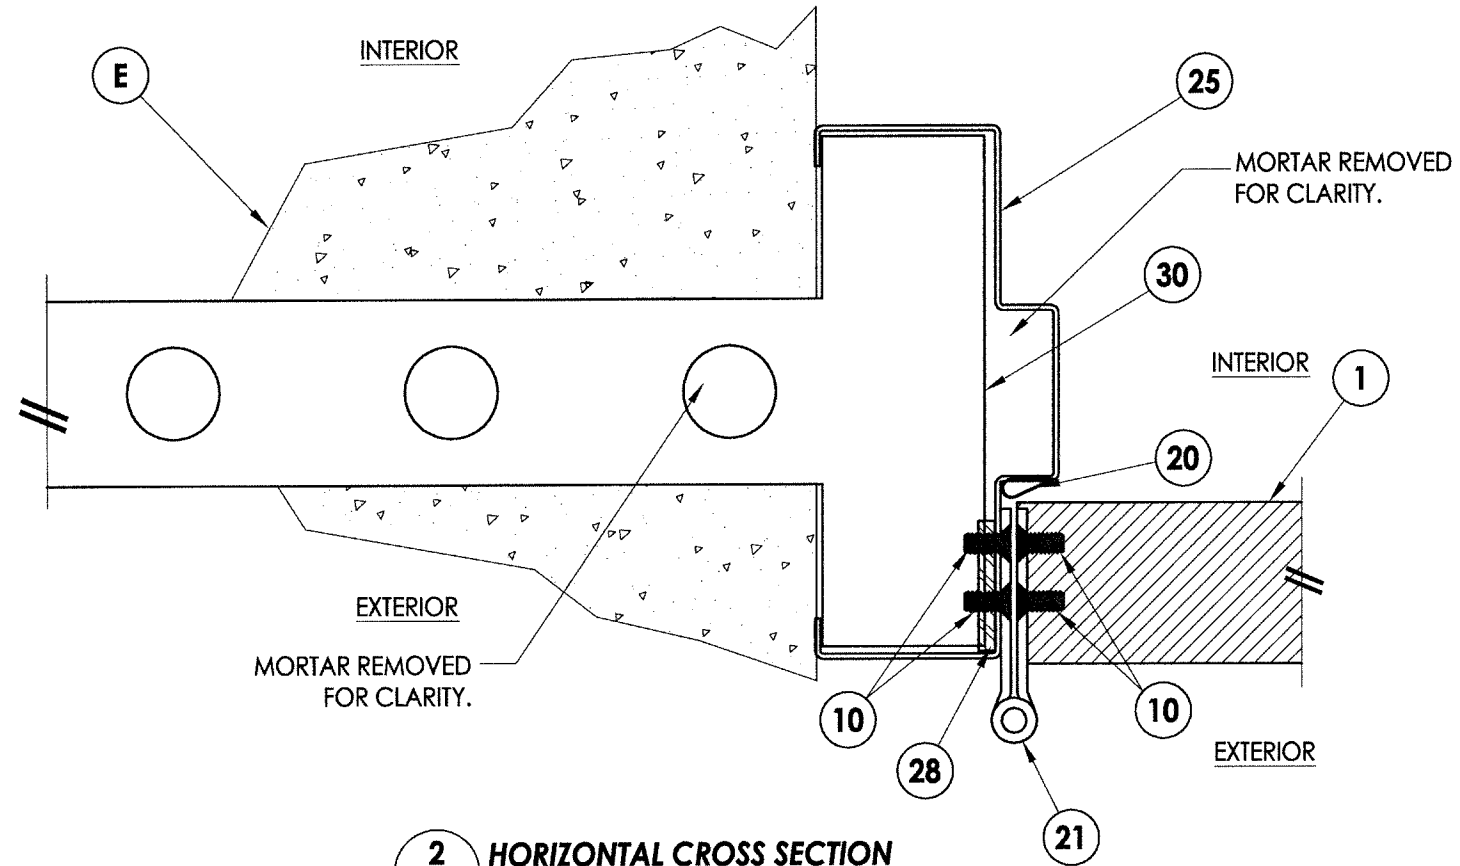 INTERIOR
E
25
MORTAR REMOVED
FOR CLARITY.
30
INTERIOR
1
20
EXTERIOR
MORTAR REMOVED
FOR CLARITY.
10
10
28
EXTERIOR
21
2
HORIZONTAL CROSS SECTION